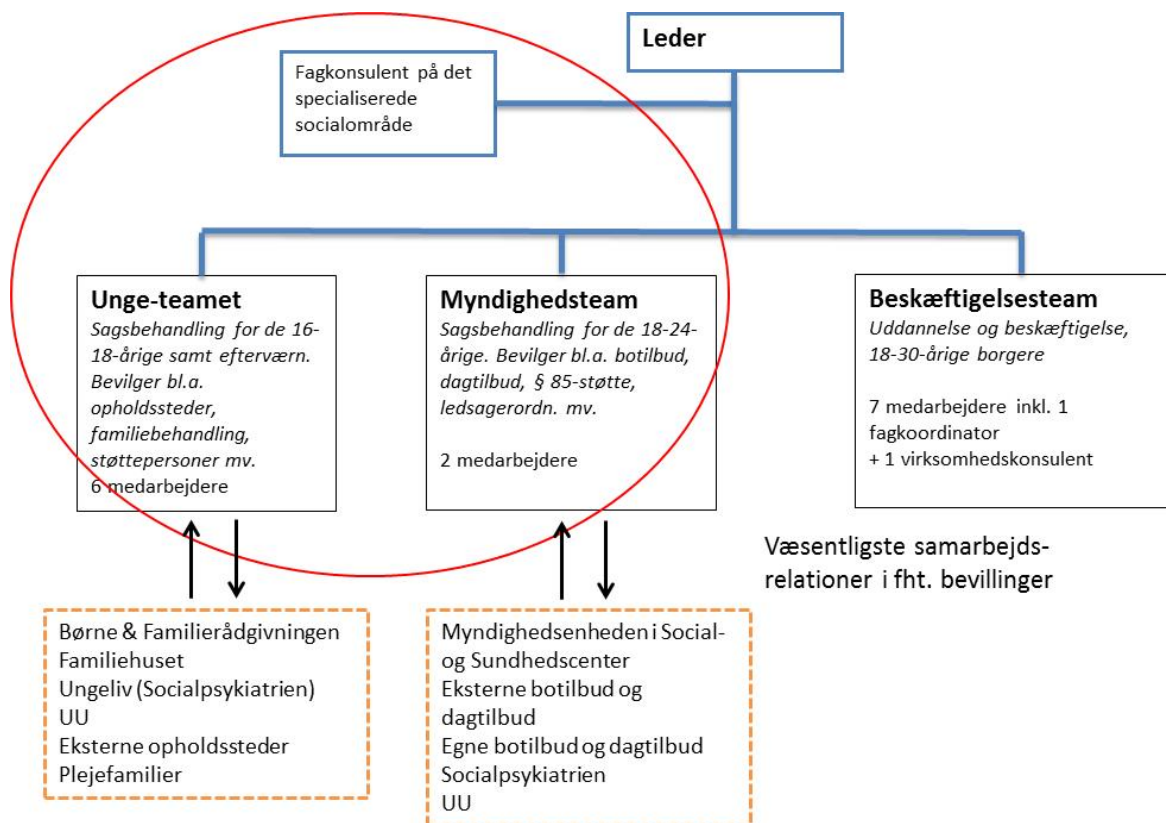 Leder
Fagkonsulent på det
specialiserede
socialområde
Unge-teamet
Sagsbehandling for de 16-
18-årige samt efterværn.
Bevilger bl.a.
opholdssteder,
familiebehandling,
støttepersoner mv.
6 medarbejdere
Myndighedsteam
Sagsbehandling for de 18-24-
årige. Bevilger bl.a. botilbud,
dagtilbud, § 85-støtte,
ledsagerordn. mv.
2 medarbejdere
Beskæftigelsesteam
Uddannelse og beskæftigelse,
18-30-årige borgere
7 medarbejdere inkl. 1
fagkoordinator
+ 1 virksomhedskonsulent
Væsentligste samarbejds-
relationer i fht. bevillinger
Børne & Familierådgivningen
Familiehuset
Ungeliv (Socialpsykiatrien)
UU
Eksterne opholdssteder
Plejefamilier
Myndighedsenheden i Social-
og Sundhedscenter
Eksterne botilbud og
dagtilbud
Egne botilbud og dagtilbud
Socialpsykiatrien
UU